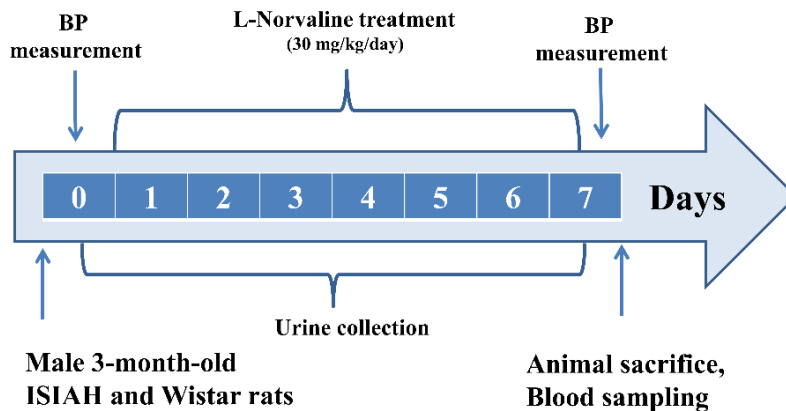 BP
measurement
L-Norvaline treatment
(30 mg/kg/day)
BP
measurement
0 1 2 3 4 5 6 7 Days
Urine collection
Male 3-month-old
ISIAH and Wistar rats
Animal sacrifice,
Blood sampling